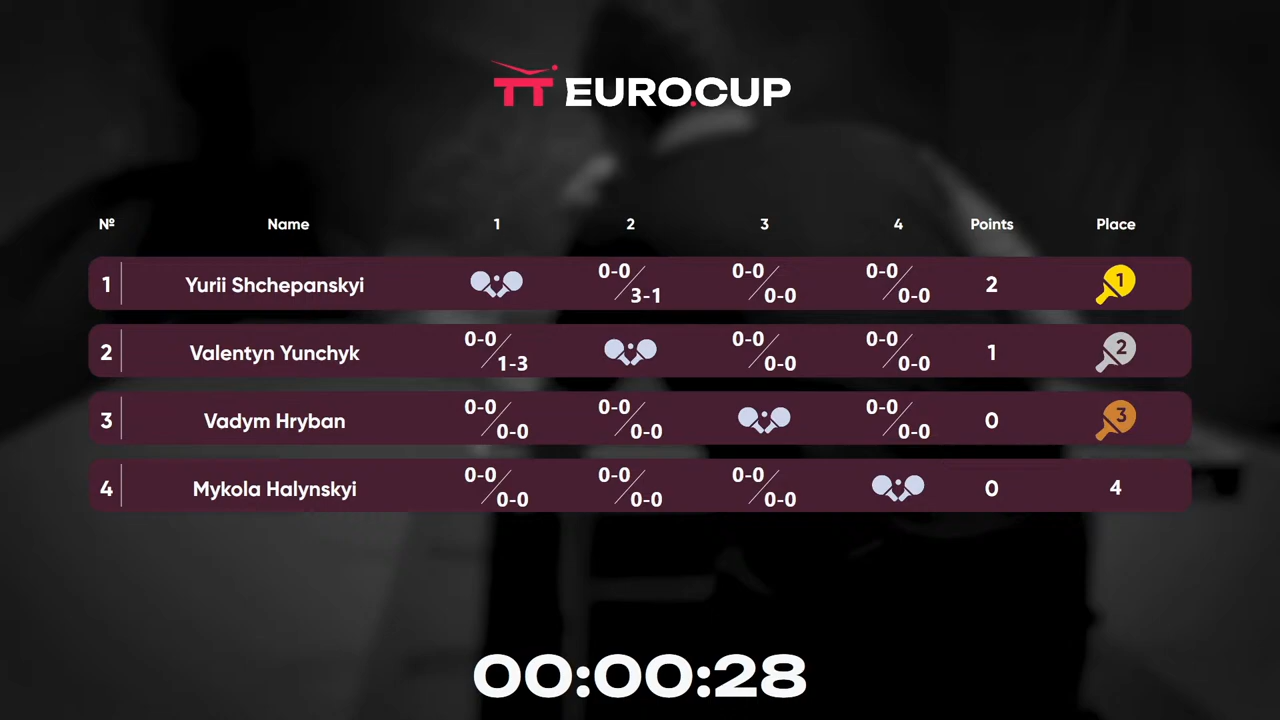 TT EURO.CUP
№ Name 1 2 3 4 Points Place
1 Yurii Shchepanskyi 0-0/3-1 0-0/0-0 0-0/0-0 2 1
2 Valentyn Yunchyk 0-0/1-3 0-0/0-0 0-0/0-0 1 2
3 Vadym Hryban 0-0/0-0 0-0/0-0 0-0/0-0 0 3
4 Mykola Halynskyi 0-0/0-0 0-0/0-0 0-0/0-0 0 4
00:00:28